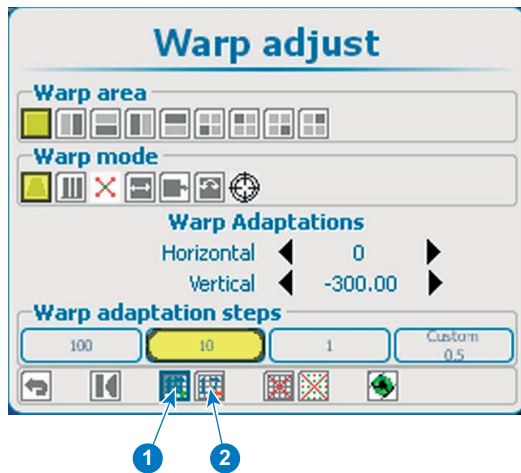 Warp adjust
Warp area
Warp mode
Warp Adaptations
Horizontal 0
Vertical -300.00
Warp adaptation steps
100 10 1 Custom 0.5
1 2